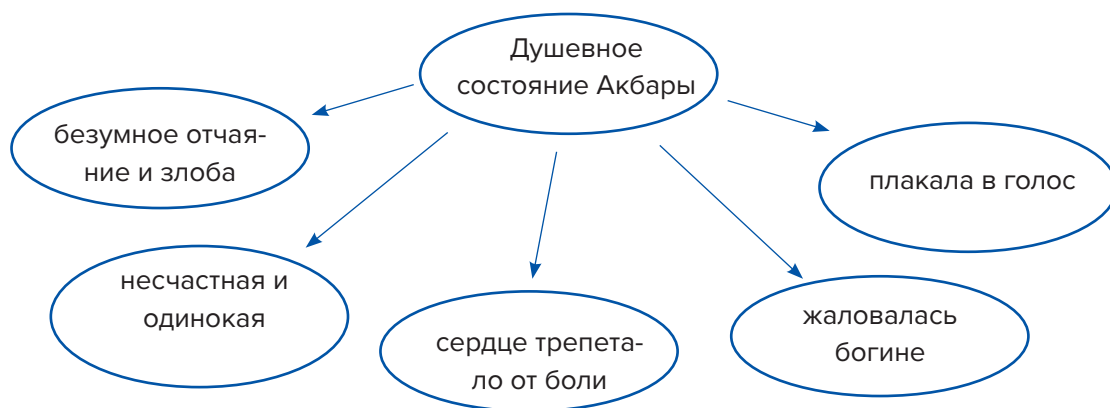 Душевное
состояние Акбары
безумное отчая-
ние и злоба
плакала в голос
несчастная и
одинокая
сердце трепета-
ло от боли
жаловалась
богине